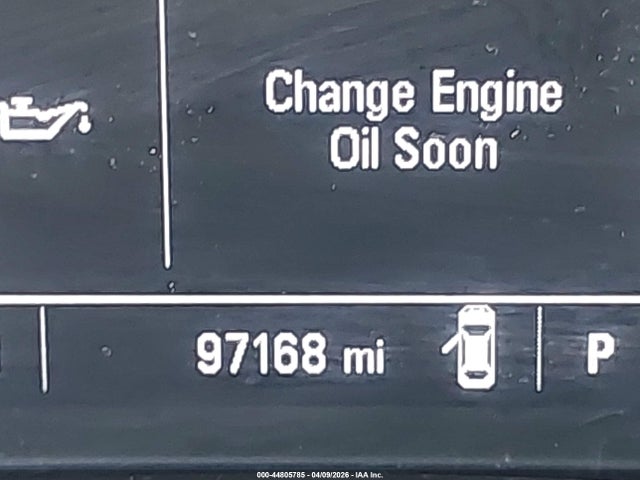 Change Engine
Oil Soon
97168 mi
P
000-44805785 - 04/09/2026 - IAA Inc.